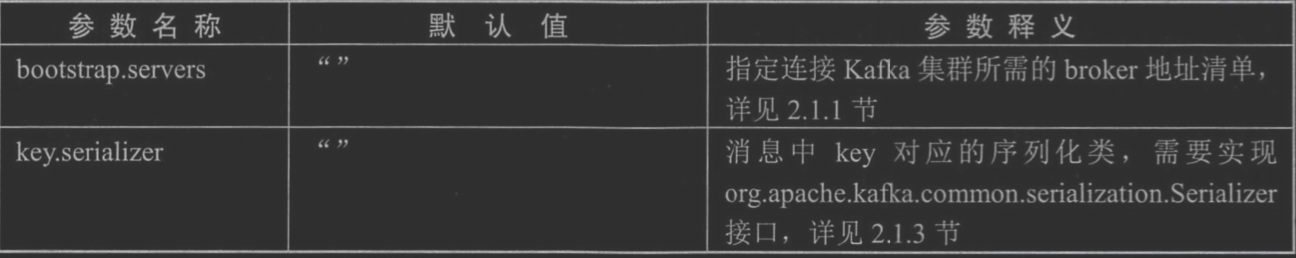 参数名称 默认值 参数释义
bootstrap.servers “” 指定连接 Kafka 集群所需的 broker 地址清单，
详见 2.1.1 节
key.serializer “” 消息中 key 对应的序列化类，需要实现
org.apache.kafka.common.serialization.Serializer
接口，详见 2.1.3 节